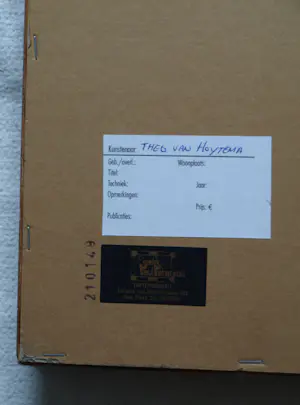 Kunstenaar: THEO VAN HOYTEMA
Geb./overl.: Woonplaats:
Titel:
Techniek: Jaar:
Opmerkingen:
Prijs: €
Publicaties:
210149